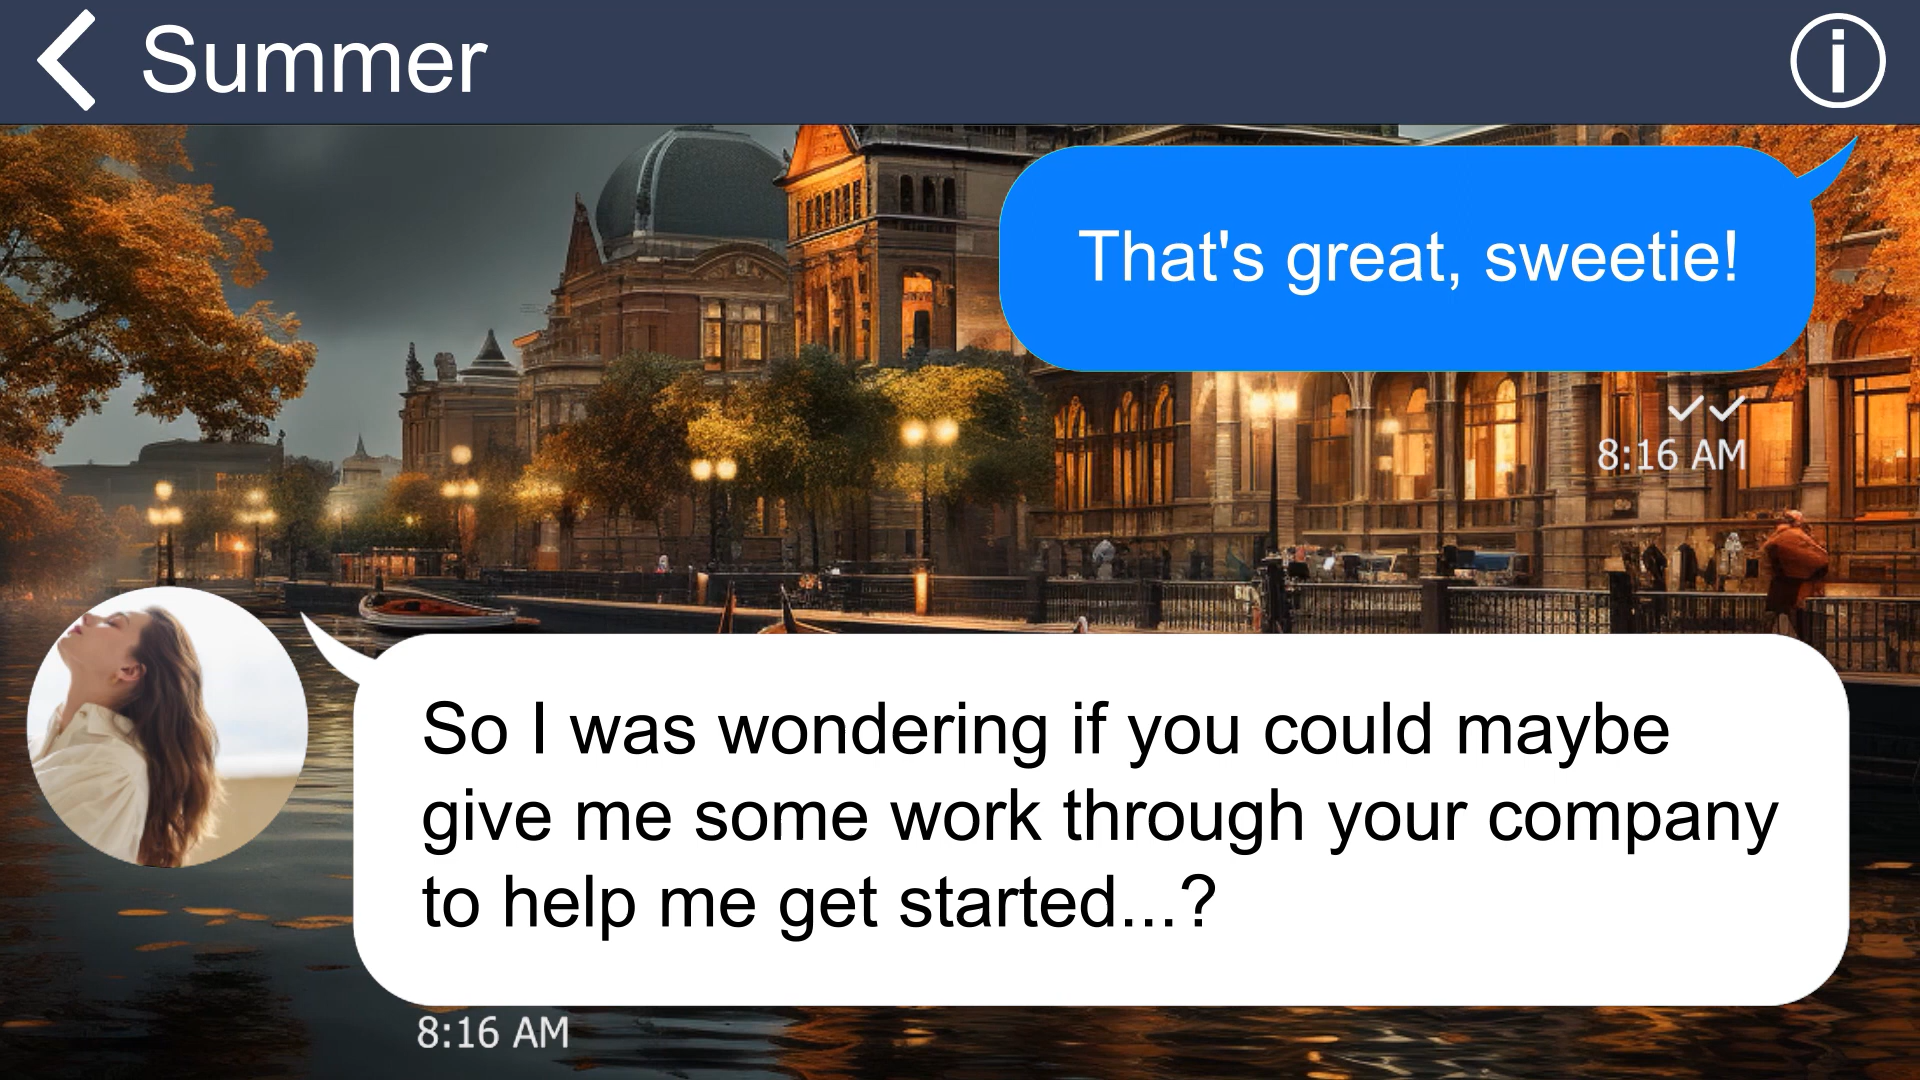 Summer
That's great, sweetie!
8:16 AM
So I was wondering if you could maybe
give me some work through your company
to help me get started...?
8:16 AM